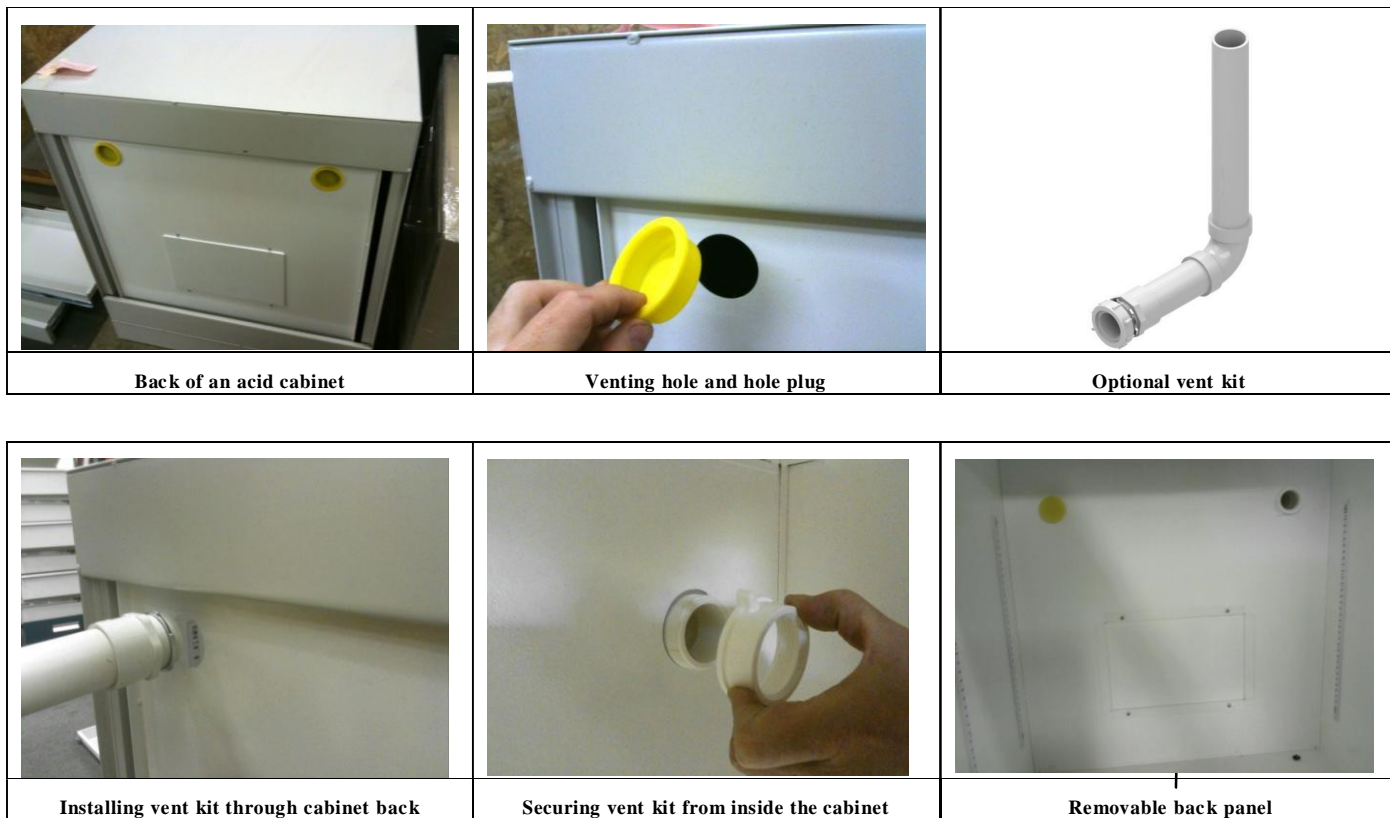 Back of an acid cabinet
Venting hole and hole plug
Optional vent kit
Installing vent kit through cabinet back
Securing vent kit from inside the cabinet
Removable back panel